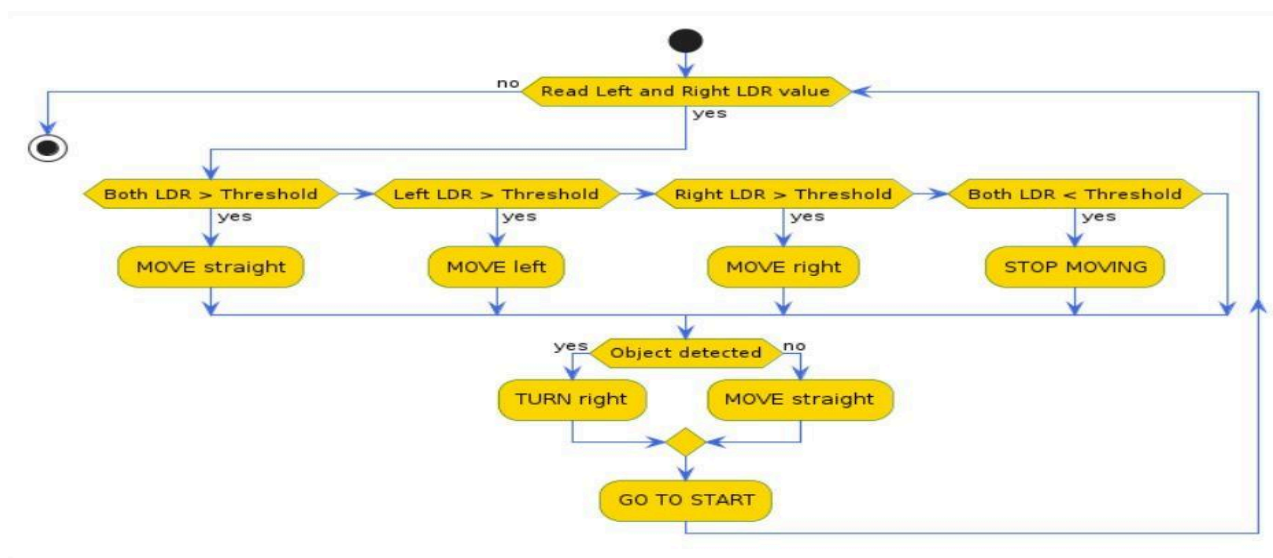 no
Read Left and Right LDR value
yes
Both LDR > Threshold
Left LDR > Threshold
Right LDR > Threshold
Both LDR < Threshold
yes
yes
yes
yes
MOVE straight
MOVE left
MOVE right
STOP MOVING
yes
Object detected
no
TURN right
MOVE straight
GO TO START